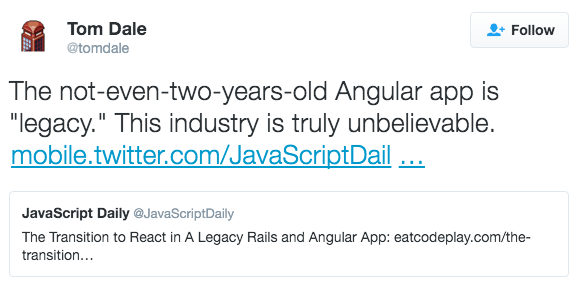 Tom Dale
@tomdale
Follow
The not-even-two-years-old Angular app is
"legacy." This industry is truly unbelievable.
mobile.twitter.com/JavaScriptDail …
JavaScript Daily @JavaScriptDaily
The Transition to React in A Legacy Rails and Angular App: eatcodeplay.com/the-
transition…